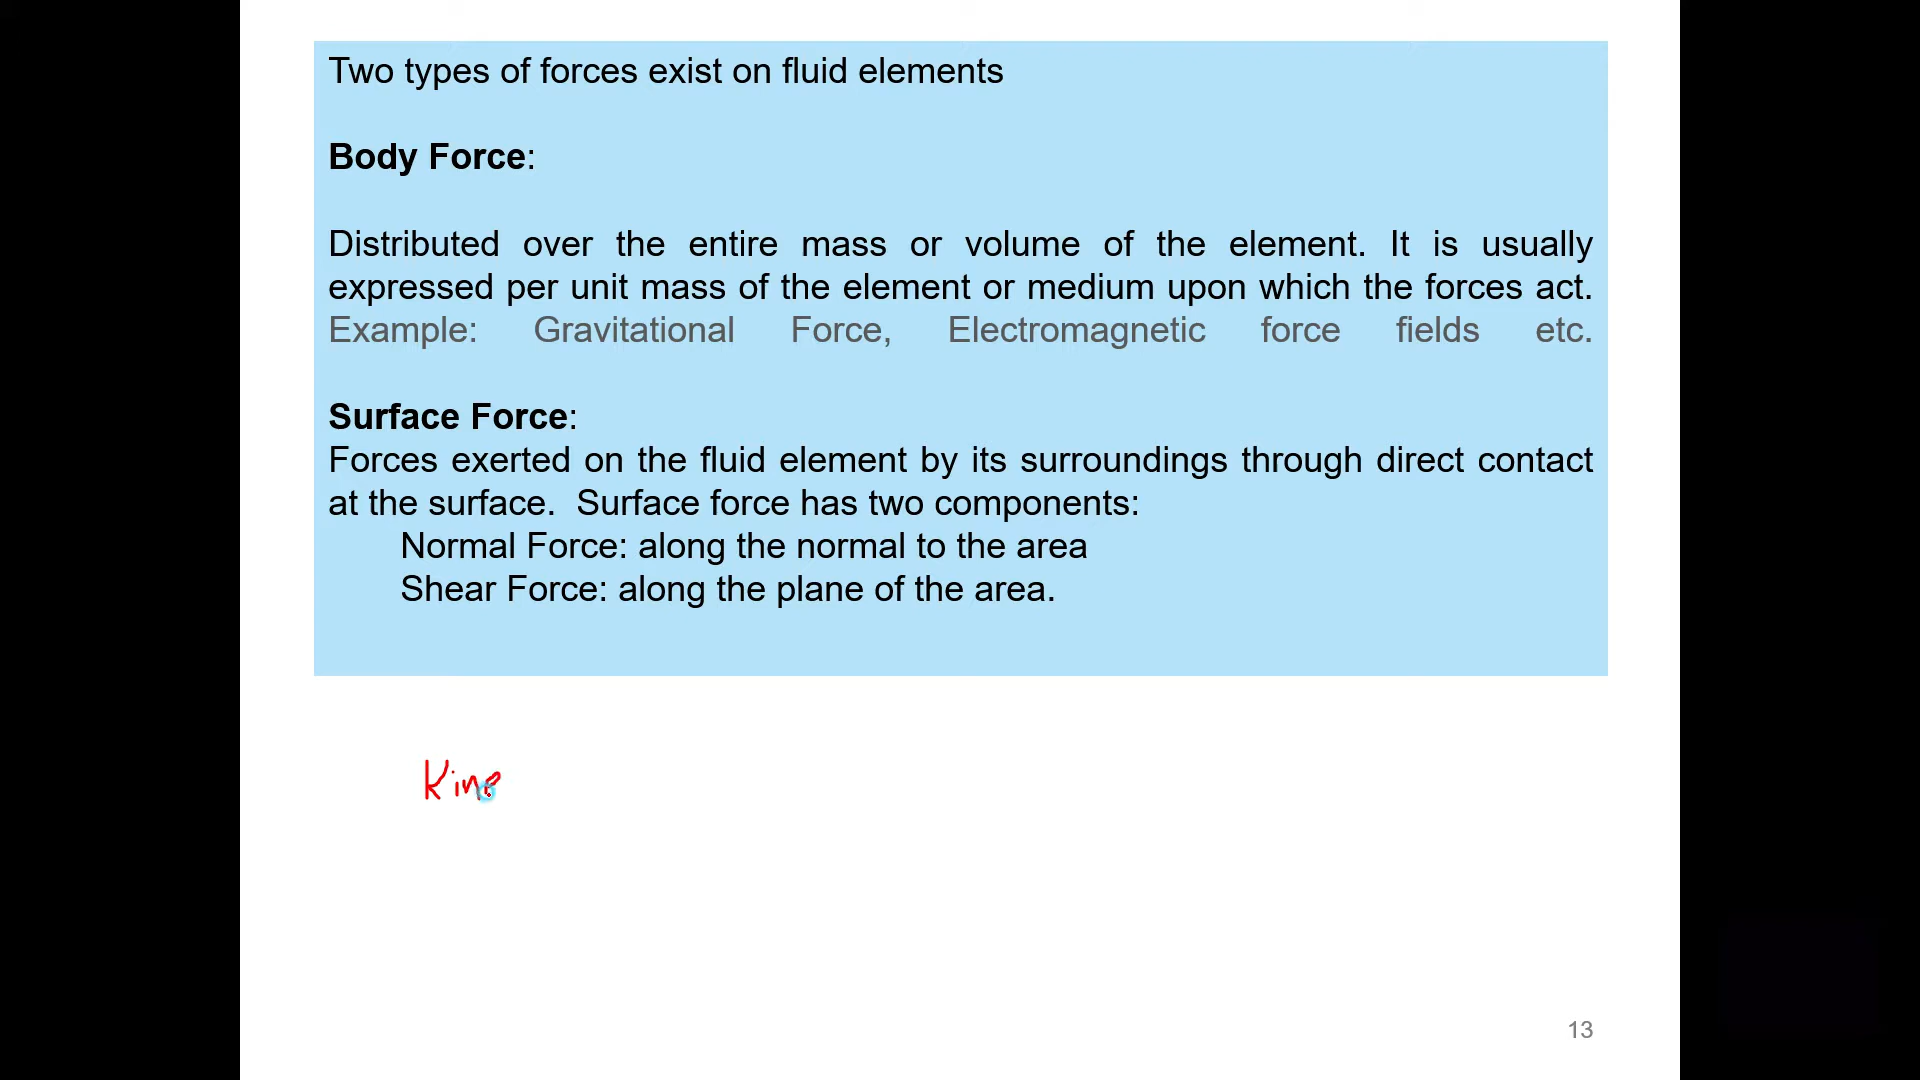 Two types of forces exist on fluid elements
Body Force:
Distributed over the entire mass or volume of the element. It is usually
expressed per unit mass of the element or medium upon which the forces act.
Example: Gravitational Force, Electromagnetic force fields etc.
Surface Force:
Forces exerted on the fluid element by its surroundings through direct contact
at the surface. Surface force has two components:
Normal Force: along the normal to the area
Shear Force: along the plane of the area.
Kine
13